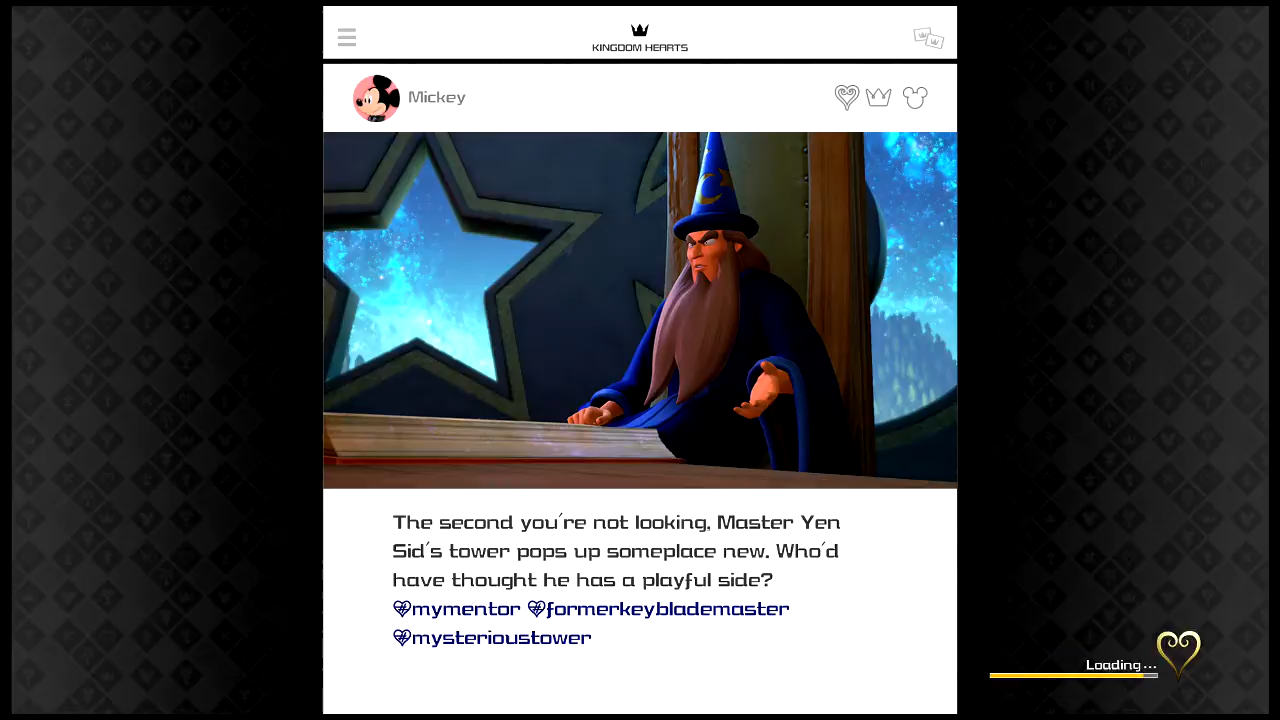 KINGDOM HEARTS
Mickey
The second you're not looking, Master Yen
Sid's tower pops up someplace new. Who'd
have thought he has a playful side?
mymentor formerkeyblademaster
mysterioustower
Loading...